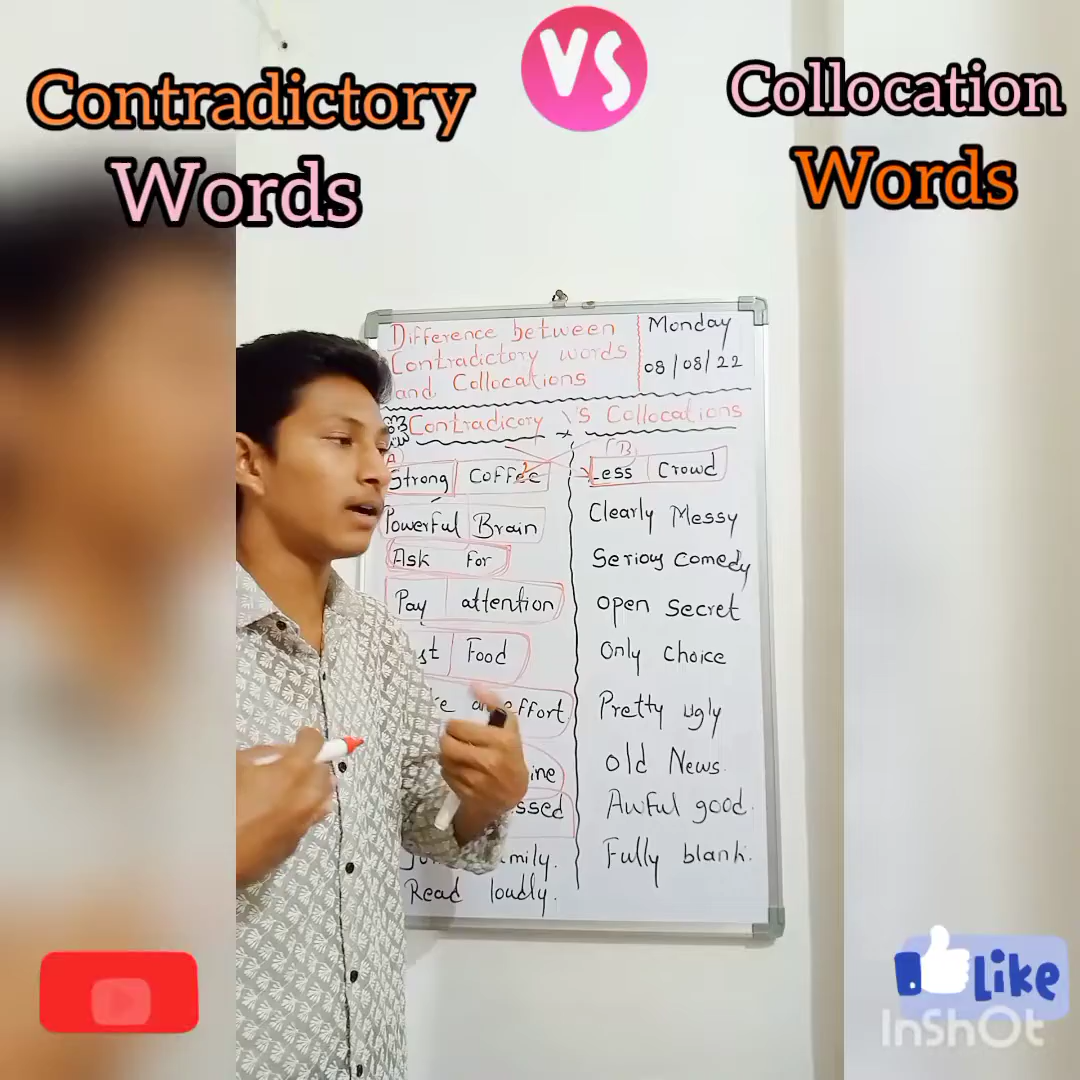 Contradictory
Words
VS
Collocation
Words
Difference between
Contradictory words
and Collocations
Monday
08/08/22
Contradicory V'S Collocations
A
B
Strong Coffee
Less Crowd
Powerful Brain
Clearly Messy
Ask For
Serious comedy
Pay attention
open secret
Food
Only choice
an effort
Pretty ugly
old News.
Awful good.
Fully blank.
Read loudly.
Like
InShOt